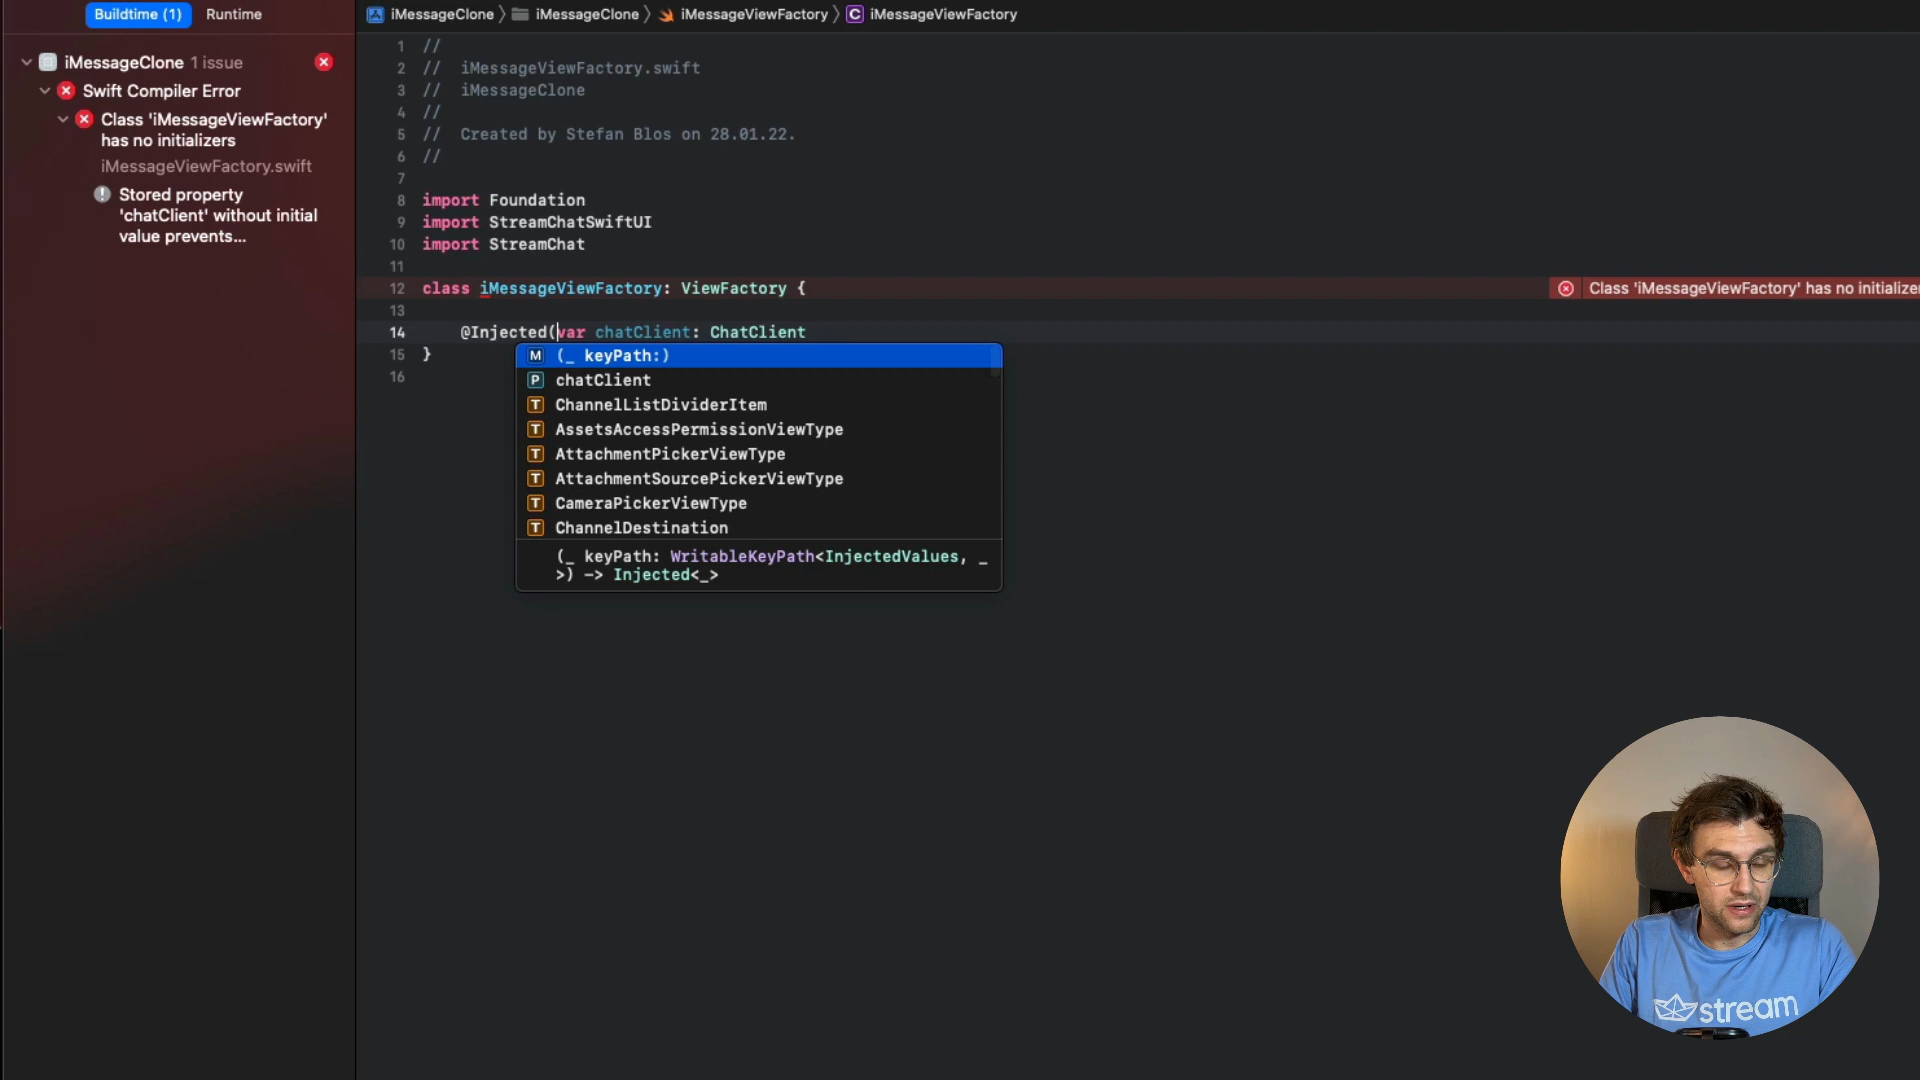 Buildtime (1) Runtime
iMessageClone 1 issue
Swift Compiler Error
Class 'iMessageViewFactory'
has no initializers
iMessageViewFactory.swift
Stored property
'chatClient' without initial
value prevents...
iMessageClone iMessageClone iMessageViewFactory C iMessageViewFactory
1 //
2 // iMessageViewFactory.swift
3 // iMessageClone
4 //
5 // Created by Stefan Blos on 28.01.22.
6 //
7
8 import Foundation
9 import StreamChatSwiftUI
10 import StreamChat
11
12 class iMessageViewFactory: ViewFactory { Class 'iMessageViewFactory' has no initializer
13
14 @Injected(var chatClient: ChatClient
15 }
16
M (_ keyPath:)
P chatClient
T ChannelListDividerItem
T AssetsAccessPermissionViewType
T AttachmentPickerViewType
T AttachmentSourcePickerViewType
T CameraPickerViewType
T ChannelDestination
(_ keyPath: WritableKeyPath<InjectedValues, _
>) -> Injected<_>
stream